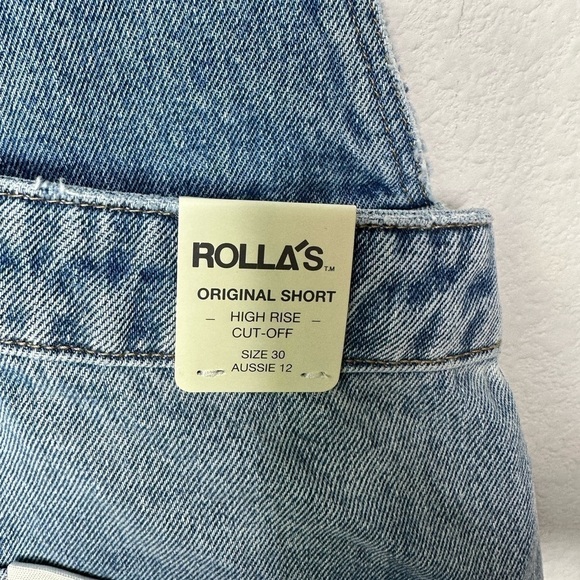 ROLLA'S TM
ORIGINAL SHORT
– HIGH RISE –
CUT-OFF
SIZE 30
AUSSIE 12